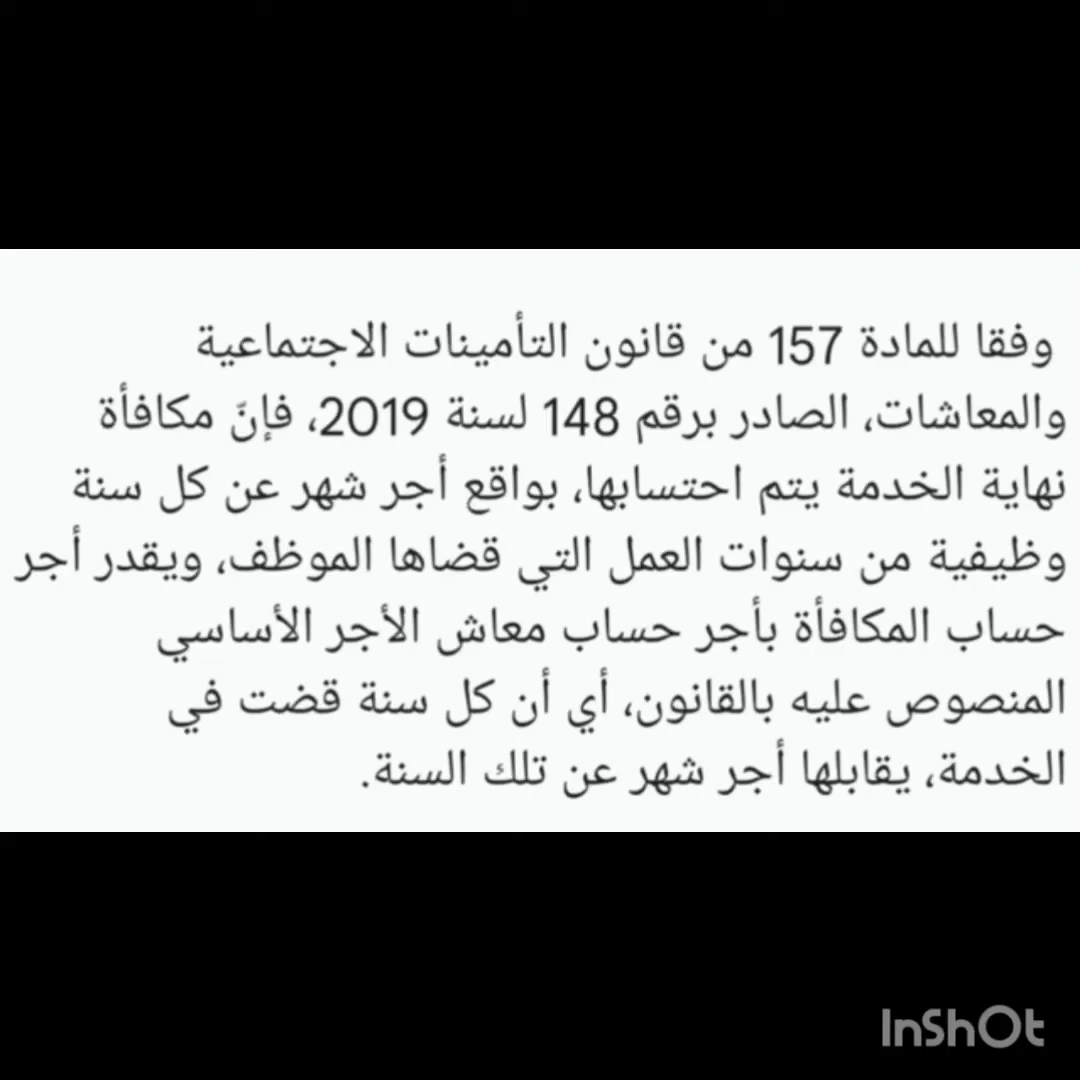 وفقا للمادة 157 من قانون التأمينات الاجتماعية
والمعاشات، الصادر برقم 148 لسنة 2019، فإنّ مكافأة
نهاية الخدمة يتم احتسابها، بواقع أجر شهر عن كل سنة
وظيفية من سنوات العمل التي قضاها الموظف، ويقدر أجر
حساب المكافأة بأجر حساب معاش الأجر الأساسي
المنصوص عليه بالقانون، أي أن كل سنة قضت في
الخدمة، يقابلها أجر شهر عن تلك السنة.
InShOt